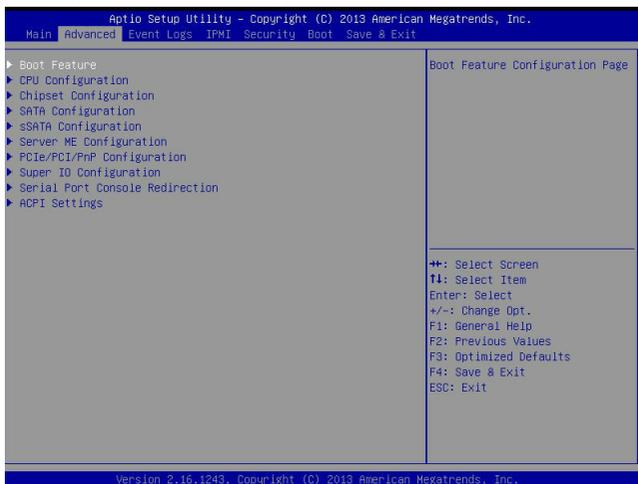 Aptio Setup Utility - Copyright (C) 2013 American Megatrends, Inc.
Main Advanced Event Logs IPMI Security Boot Save & Exit
▶ Boot Feature
▶ CPU Configuration
▶ Chipset Configuration
▶ SATA Configuration
▶ sSATA Configuration
▶ Server ME Configuration
▶ PCIe/PCI/PnP Configuration
▶ Super IO Configuration
▶ Serial Port Console Redirection
▶ ACPI Settings
Boot Feature Configuration Page
→←: Select Screen
↑↓: Select Item
Enter: Select
+/-: Change Opt.
F1: General Help
F2: Previous Values
F3: Optimized Defaults
F4: Save & Exit
ESC: Exit
Version 2.16.1243. Copyright (C) 2013 American Megatrends, Inc.